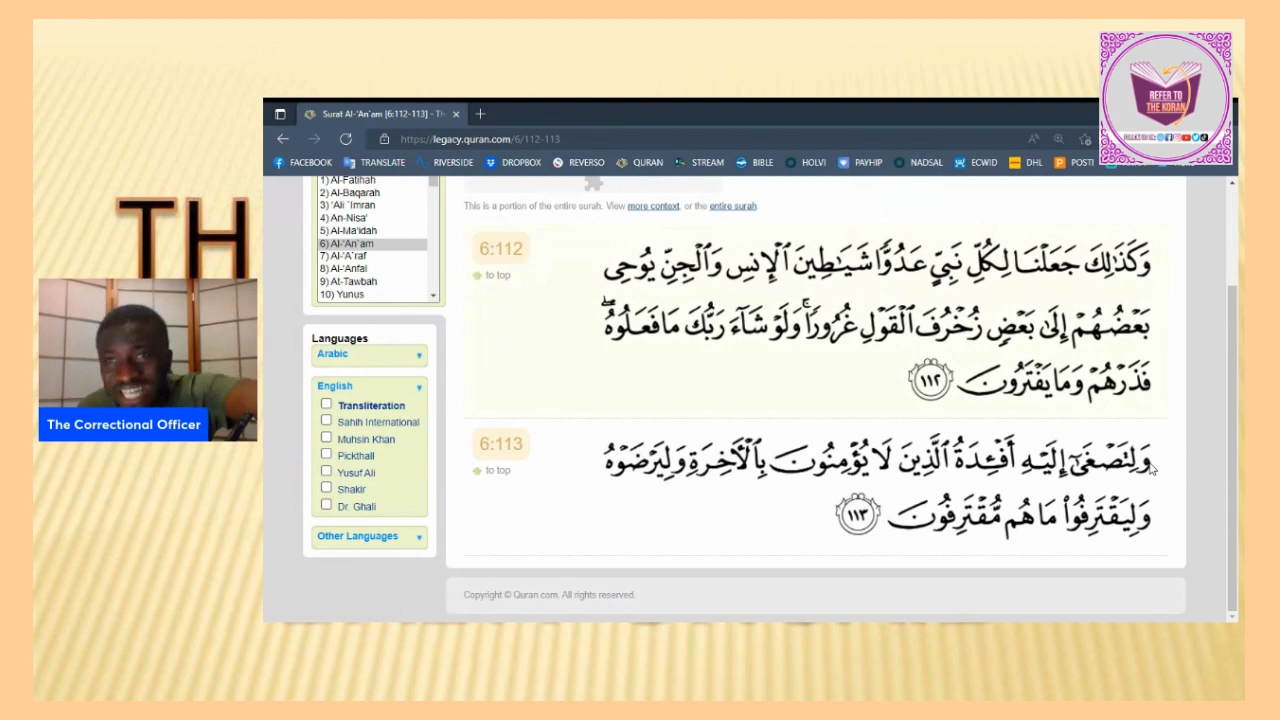 REFER TO
THE KORAN
Surat Al-'An`am [6:112-113] - Th
https://legacy.quran.com/6/112-113
FACEBOOK TRANSLATE RIVERSIDE DROPBOX REVERSO QURAN STREAM BIBLE HOLVI PAYHIP NADSAL ECWID DHL POSTI
1) Al-Fatihah
2) Al-Baqarah
3) 'Ali `Imran
4) An-Nisa'
5) Al-Ma'idah
6) Al-'An`am
7) Al-'A`raf
8) Al-'Anfal
9) At-Tawbah
10) Yunus
This is a portion of the entire surah. View more context, or the entire surah.
6:112
to top
وَكَذَٰلِكَ جَعَلْنَا لِكُلِّ نَبِيٍّ عَدُوًّا شَيَاطِينَ ٱلْإِنسِ وَٱلْجِنِّ يُوحِى
بَعْضُهُمْ إِلَىٰ بَعْضٍ زُخْرُفَ ٱلْقَوْلِ غُرُورًا ۚ وَلَوْ شَآءَ رَبُّكَ مَا فَعَلُوهُ ۖ
فَذَرْهُمْ وَمَا يَفْتَرُونَ ١١٢
6:113
to top
وَلِتَصْغَىٰٓ إِلَيْهِ أَفْـِٔدَةُ ٱلَّذِينَ لَا يُؤْمِنُونَ بِٱلْـَٔاخِرَةِ وَلِيَرْضَوْهُ
وَلِيَقْتَرِفُوا۟ مَا هُم مُّقْتَرِفُونَ ١١٣
Languages
Arabic
English
Transliteration
Sahih International
Muhsin Khan
Pickthall
Yusuf Ali
Shakir
Dr. Ghali
Other Languages
Copyright © Quran.com. All rights reserved.
TH
The Correctional Officer